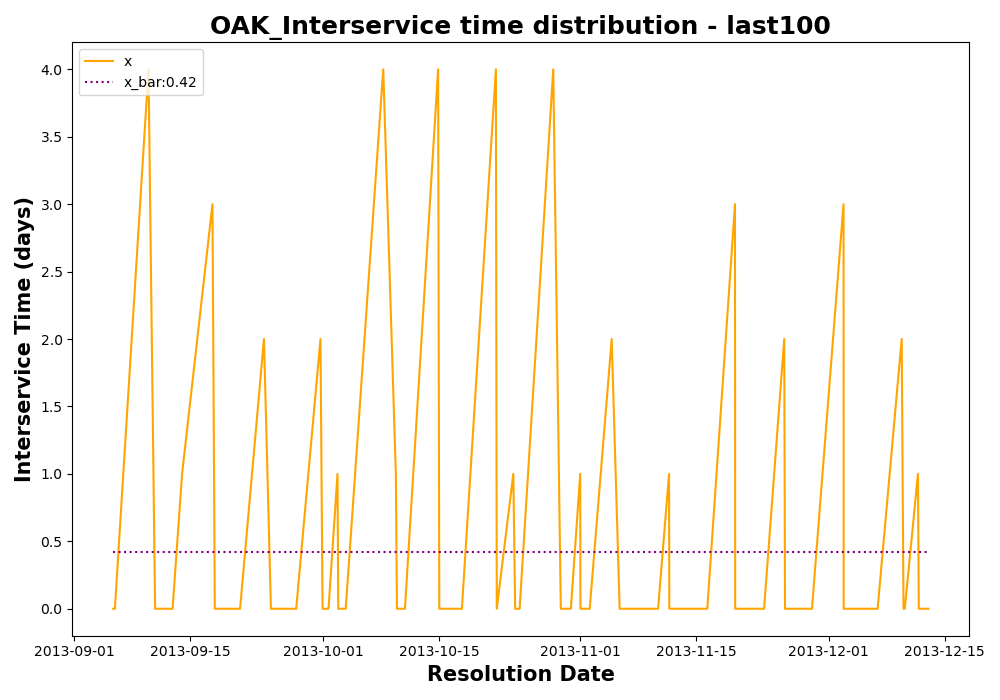 OAK_Interservice time distribution - last100
x
x_bar:0.42
Interservice Time (days)
4.0
3.5
3.0
2.5
2.0
1.5
1.0
0.5
0.0
2013-09-01 2013-09-15 2013-10-01 2013-10-15 2013-11-01 2013-11-15 2013-12-01 2013-12-15
Resolution Date